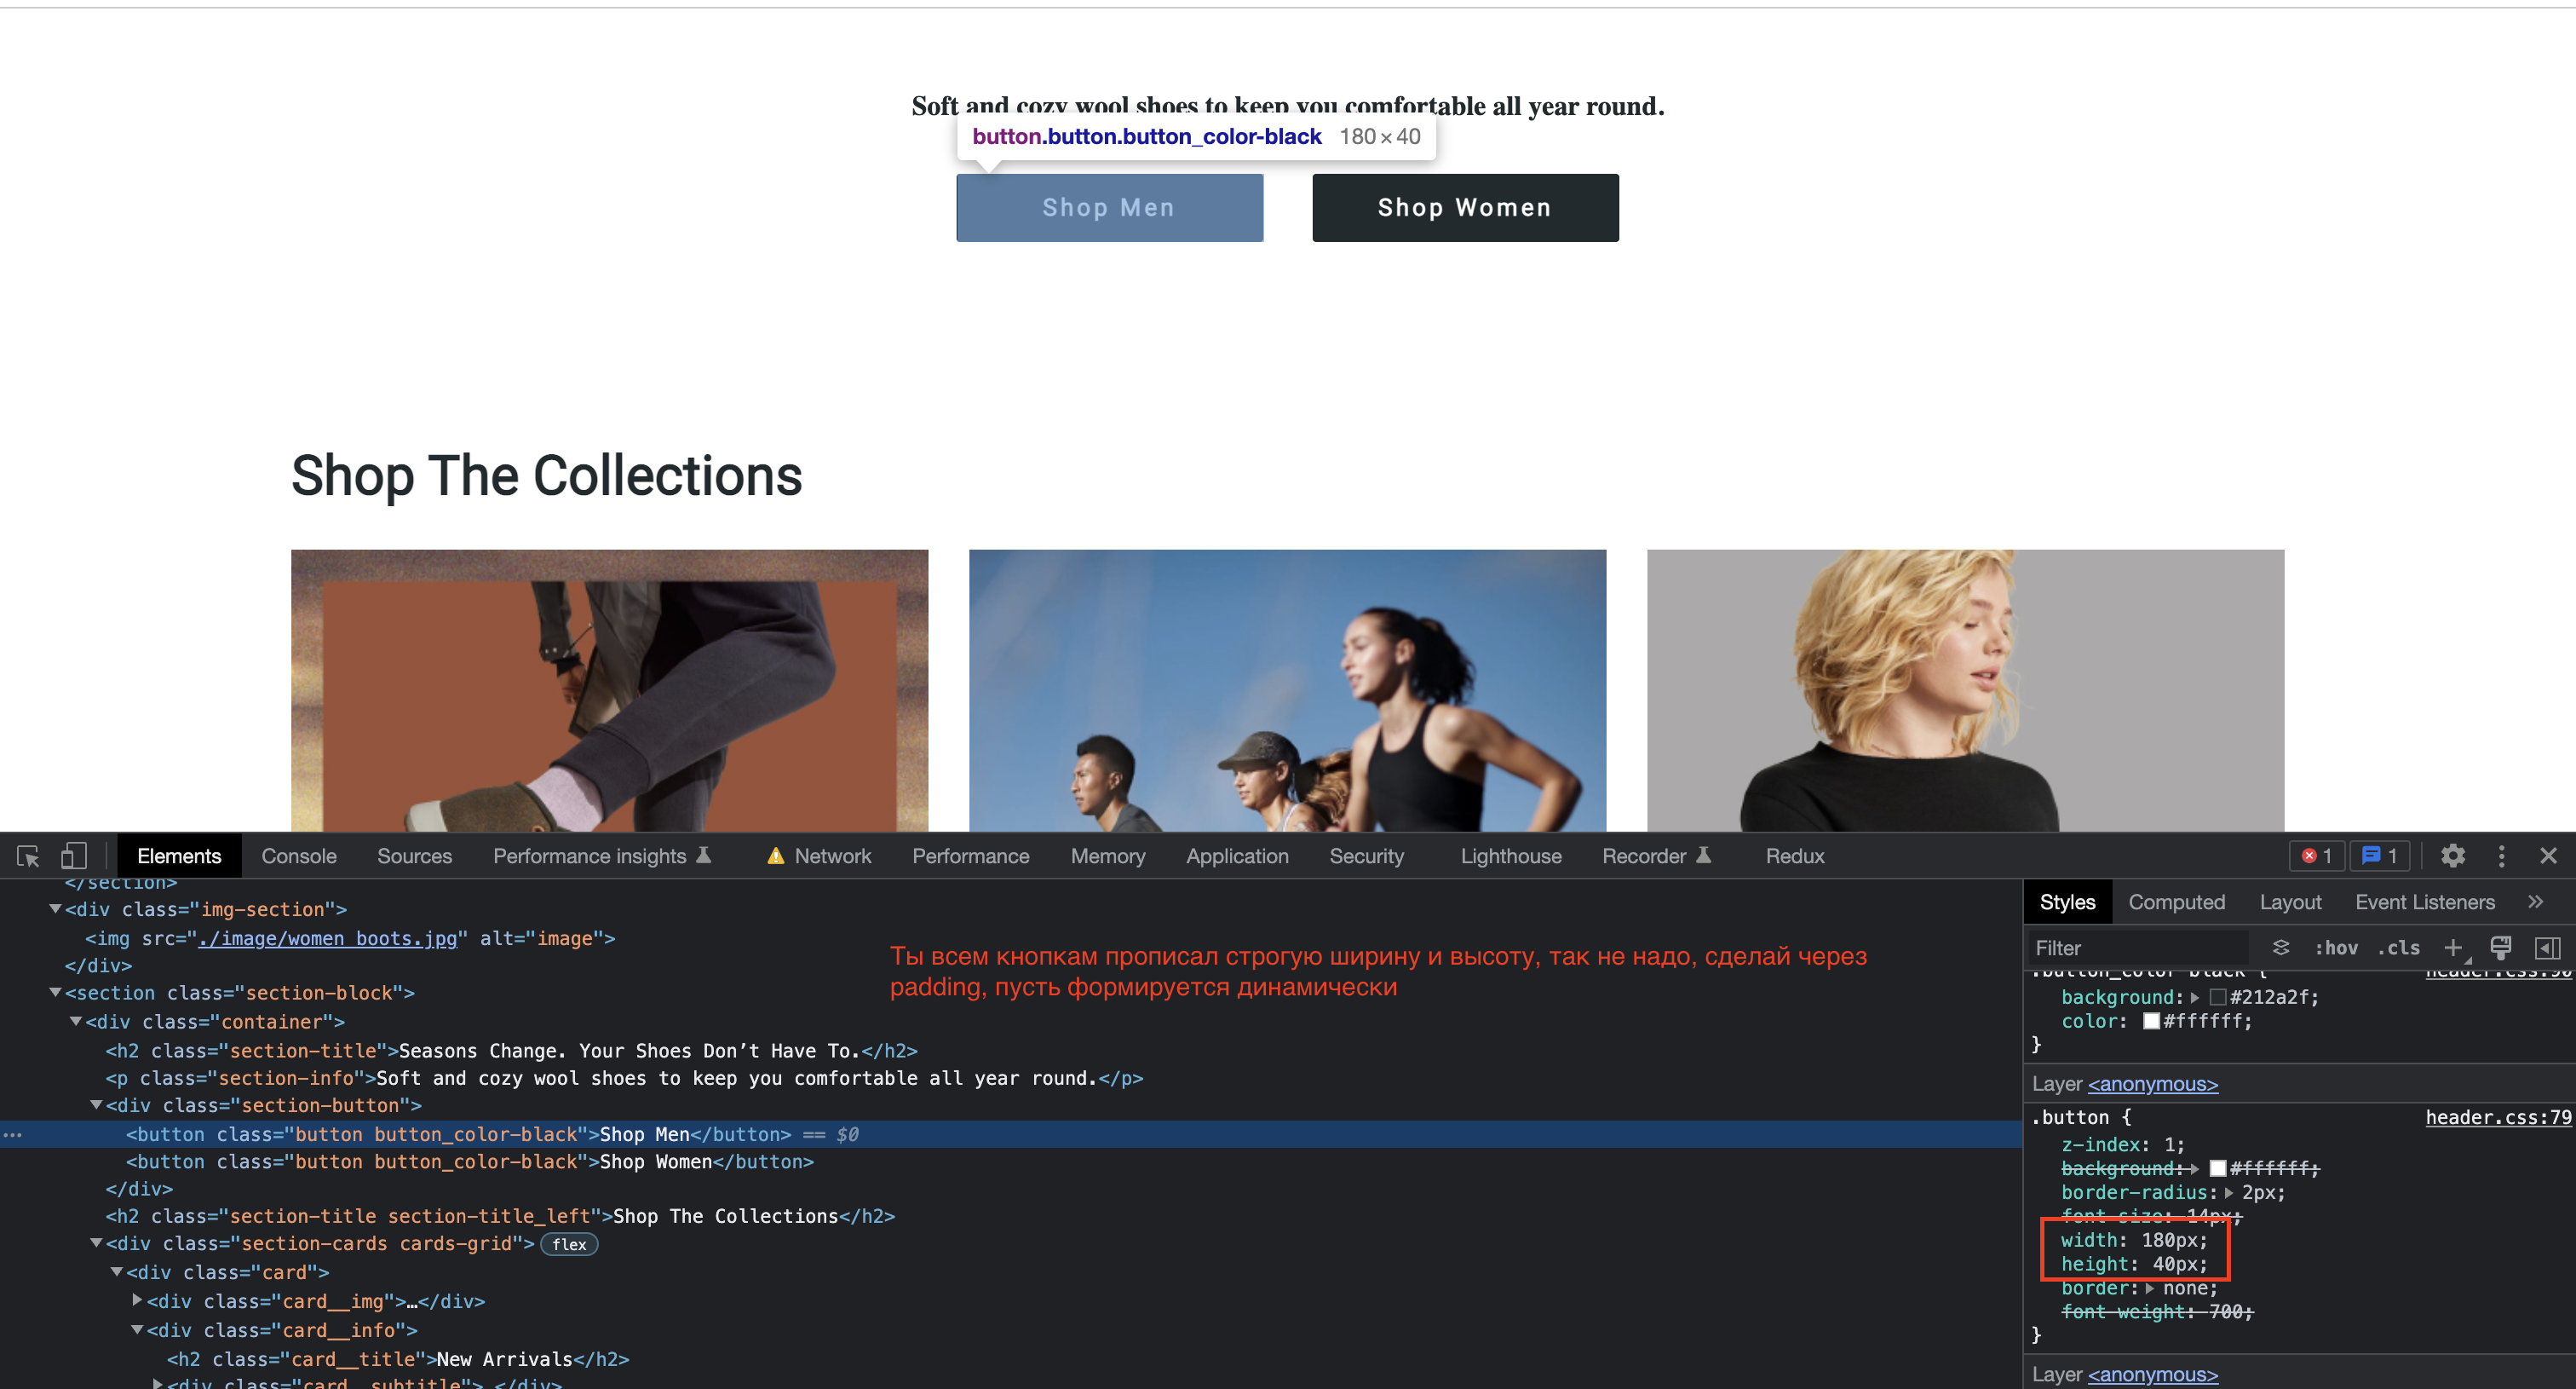 Soft and cozy wool shoes to keep you comfortable all year round.
button.button.button_color-black 180 × 40
Shop Men Shop Women
Shop The Collections
Elements Console Sources Performance insights Network Performance Memory Application Security Lighthouse Recorder Redux 1 1
</section>
<div class="img-section">
<img src="./image/women_boots.jpg" alt="image">
</div>
<section class="section-block">
<div class="container">
<h2 class="section-title">Seasons Change. Your Shoes Don’t Have To.</h2>
<p class="section-info">Soft and cozy wool shoes to keep you comfortable all year round.</p>
<div class="section-button">
<button class="button button_color-black">Shop Men</button> == $0
<button class="button button_color-black">Shop Women</button>
</div>
<h2 class="section-title section-title_left">Shop The Collections</h2>
<div class="section-cards cards-grid"> flex
<div class="card">
<div class="card__img">…</div>
<div class="card__info">
<h2 class="card__title">New Arrivals</h2>
<div class="card__subtitle"> </div>
Ты всем кнопкам прописал строгую ширину и высоту, так не надо, сделай через
padding, пусть формируется динамически
Styles Computed Layout Event Listeners »
Filter :hov .cls
.button_color-black { header.css:90
background: #212a2f;
color: #ffffff;
}
Layer <anonymous>
.button { header.css:79
z-index: 1;
background: #ffffff;
border-radius: 2px;
font-size: 14px;
width: 180px;
height: 40px;
border: none;
font-weight: 700;
}
Layer <anonymous>